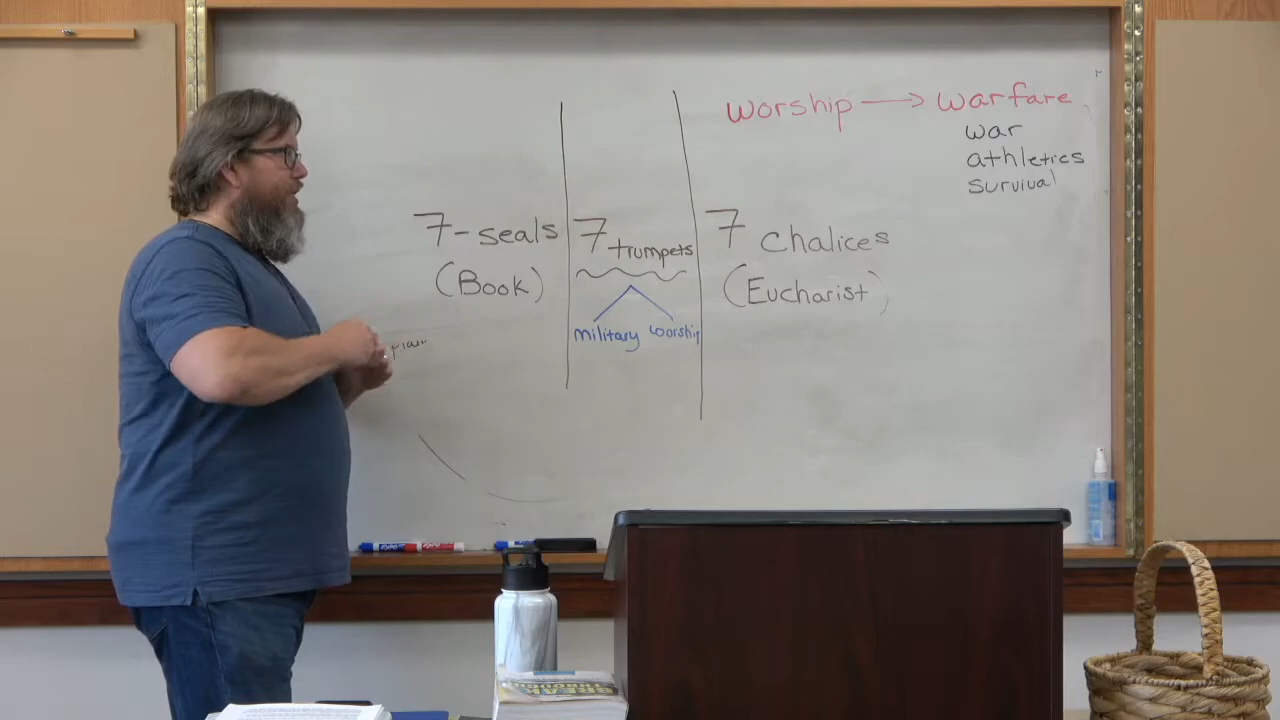 worship → warfare
war
athletics
survival
7-seals
(Book)
7 trumpets
military worship
7 chalices
(Eucharist)